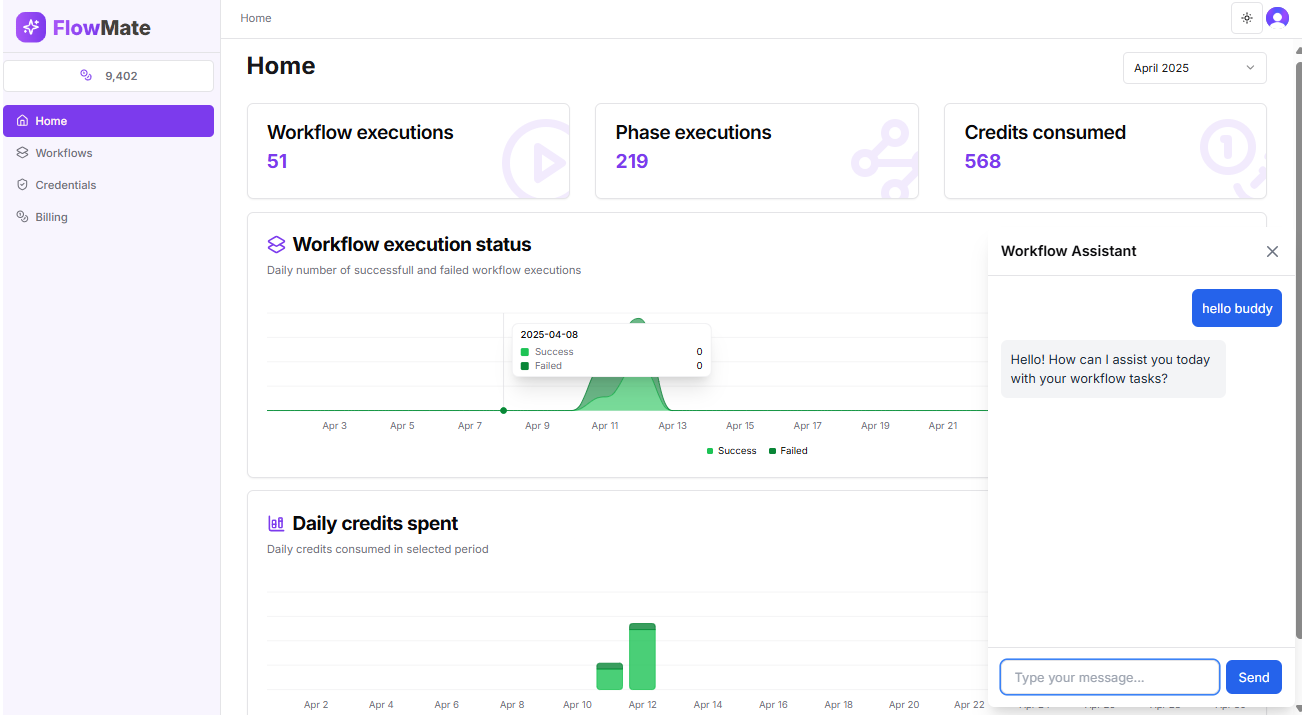 FlowMate
9,402
Home
Workflows
Credentials
Billing
Home
Home
April 2025
Workflow executions
51
Phase executions
219
Credits consumed
568
1
Workflow execution status
Daily number of successfull and failed workflow executions
2025-04-08
Success 0
Failed 0
Apr 3 Apr 5 Apr 7 Apr 9 Apr 11 Apr 13 Apr 15 Apr 17 Apr 19 Apr 21
Success Failed
Daily credits spent
Daily credits consumed in selected period
Apr 2 Apr 4 Apr 6 Apr 8 Apr 10 Apr 12 Apr 14 Apr 16 Apr 18 Apr 20 Apr 22
Workflow Assistant
hello buddy
Hello! How can I assist you today
with your workflow tasks?
Type your message...
Send